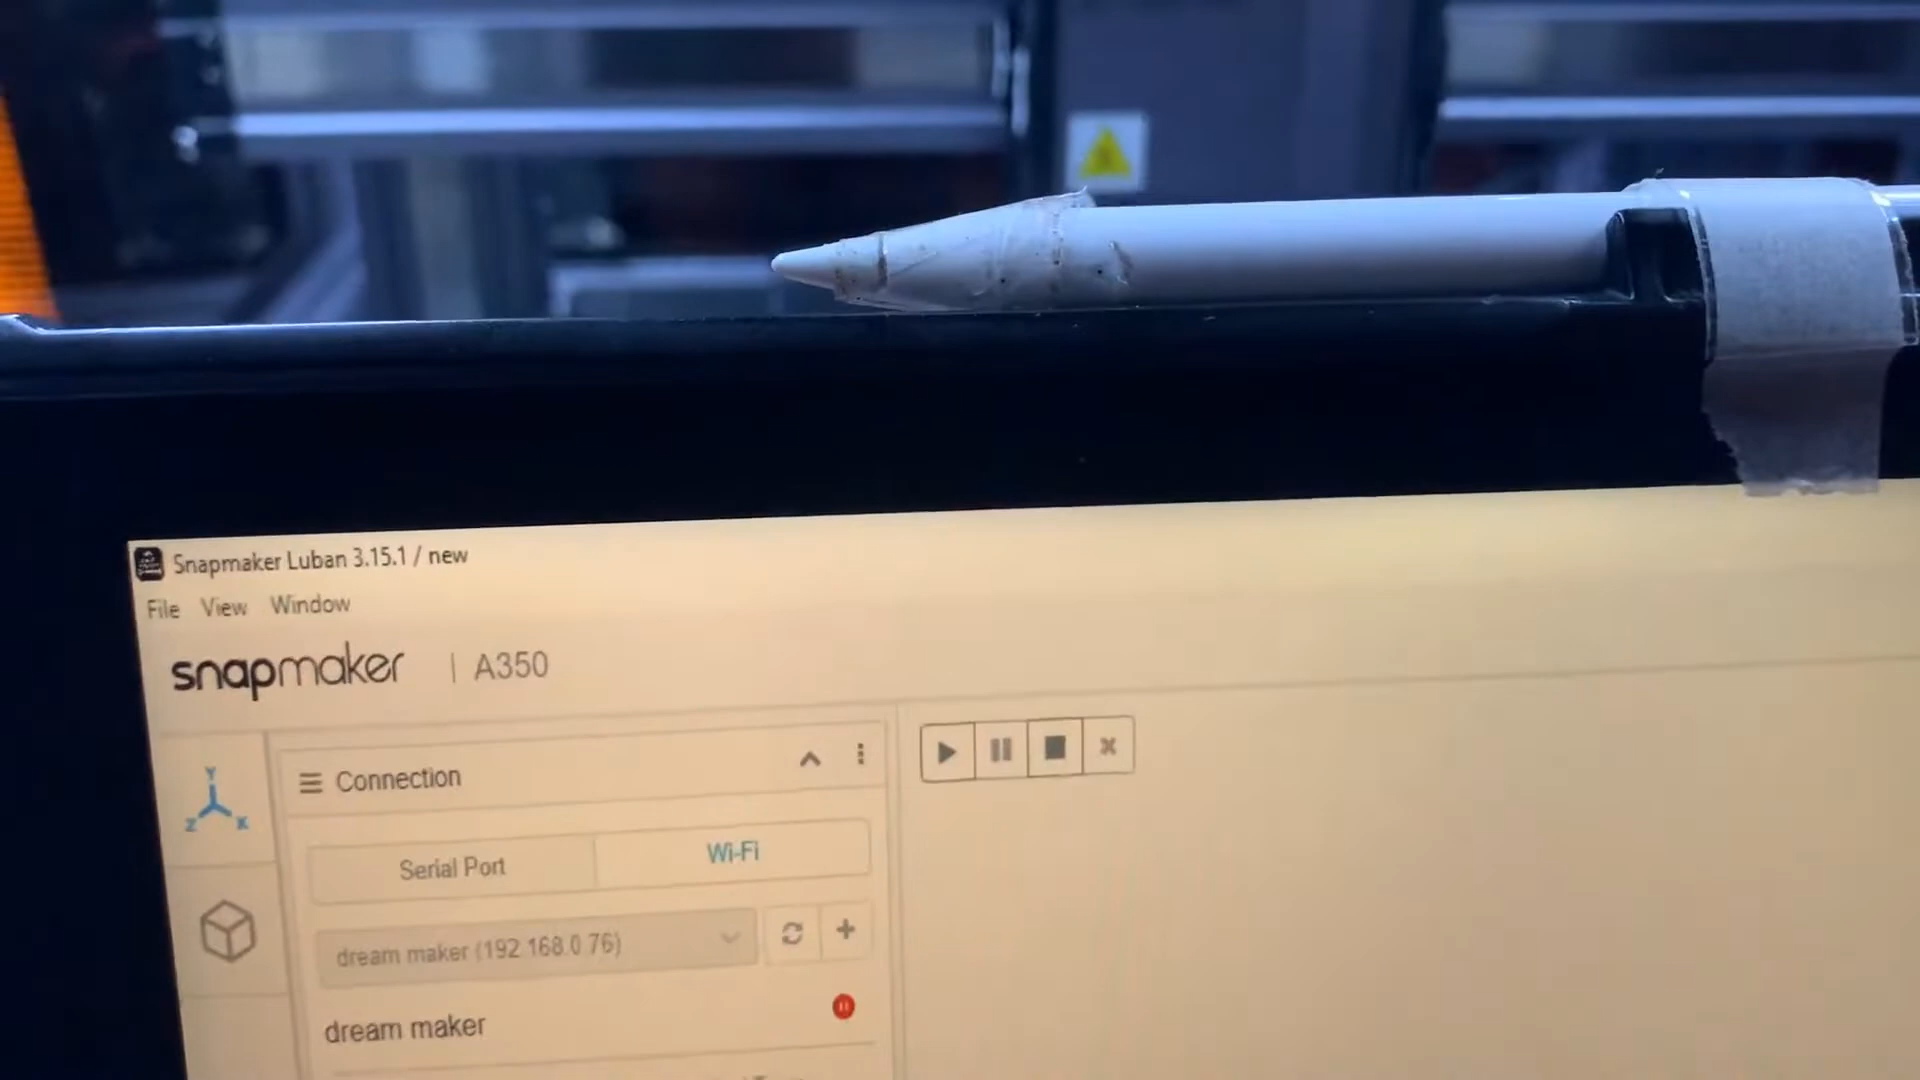 Snapmaker Luban 3.15.1 / new
File View Window
snapmaker | A350
Y
Z X
Connection
Serial Port Wi-Fi
dream maker (192.168.0.76)
dream maker